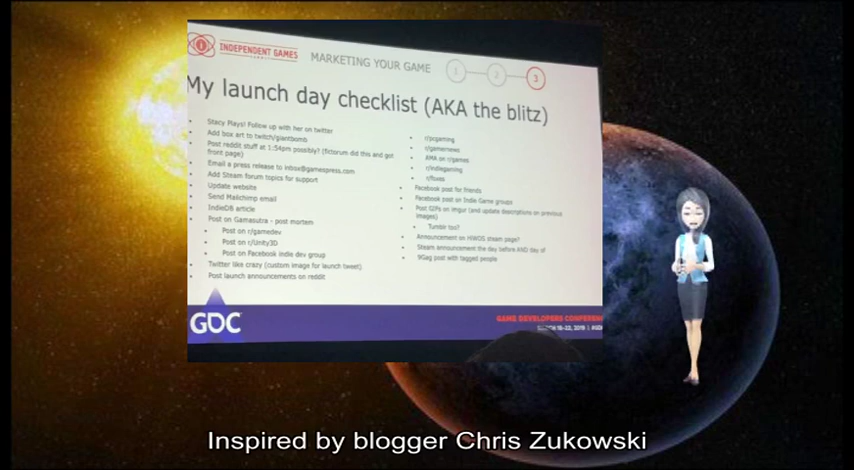 INDEPENDENT GAMES
MARKETING YOUR GAME
1
2
3
My launch day checklist (AKA the blitz)
Stacy Plays! Follow up with her on twitter
Add box art to twitch/giantbomb
Post reddit stuff at 1:54pm possibly? (fictorum did this and got
front page)
Email a press release to inbox@gamespress.com
Add Steam forum topics for support
Update website
Send Mailchimp email
IndieDB article
Post on Gamasutra - post mortem
Post on r/gamedev
Post on r/Unity3D
Post on Facebook indie dev group
Twitter like crazy (custom image for launch tweet)
Post launch announcements on reddit
r/pcgaming
r/gamernews
AMA on r/games
r/indiegaming
r/foxes
Facebook post for friends
Facebook post on Indie Game groups
Post GIFs on Imgur (and update descriptions on previous
images)
Tumblr too?
Announcement on HWOS steam page?
Steam announcement the day before AND day of
9Gag post with tagged people
GDC
GAME DEVELOPERS CONFERENC
MARCH 18-22, 2019
Inspired by blogger Chris Zukowski